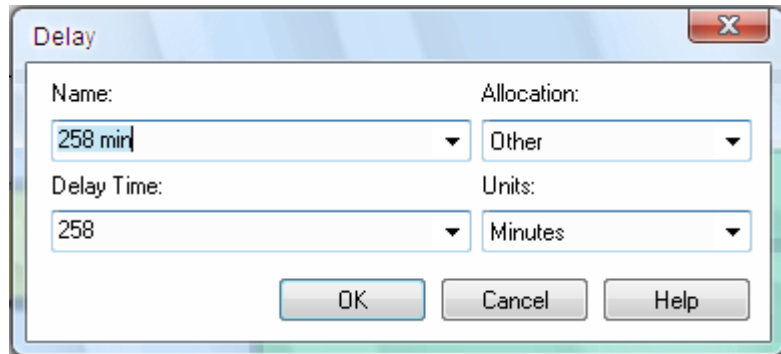 Delay
Name:
Allocation:
258 min
Other
Delay Time:
Units:
258
Minutes
OK
Cancel
Help